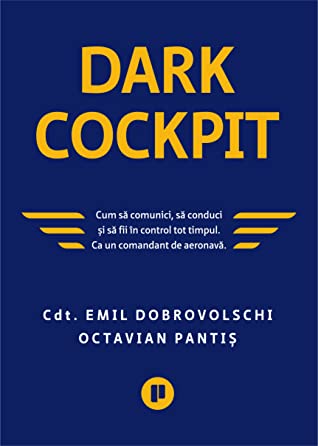 DARK
COCKPIT
Cum să comunici, să conduci
și să fii în control tot timpul.
Ca un comandant de aeronavă.
Cdt. EMIL DOBROVOLSCHI
OCTAVIAN PANTIȘ
P